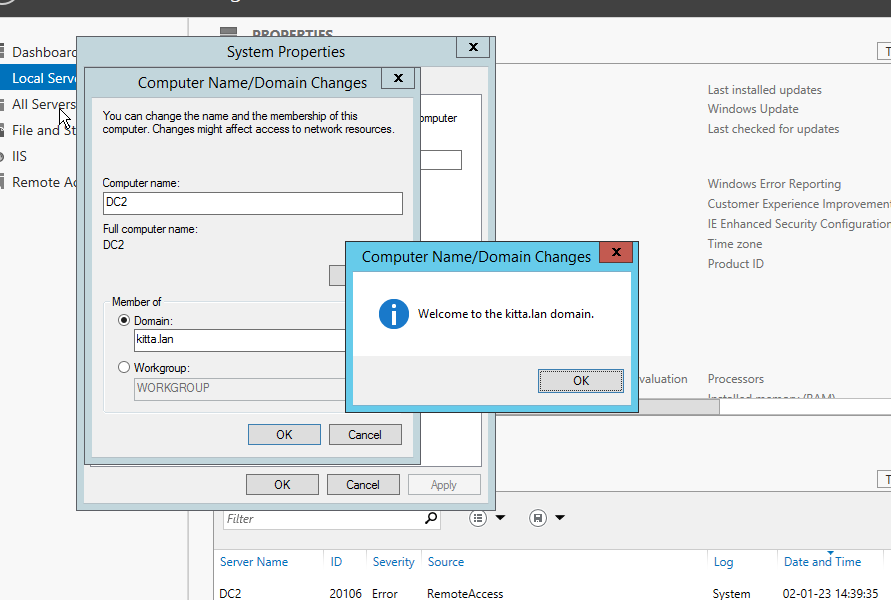 PROPERTIES
Dashboard
Local Serve
All Servers
File and St
IIS
Remote Ac
System Properties
Computer Name/Domain Changes
You can change the name and the membership of this
computer. Changes might affect access to network resources.
omputer
Computer name:
DC2
Full computer name:
DC2
Member of
Domain:
kitta.lan
Workgroup:
WORKGROUP
OK
Cancel
OK
Cancel
Apply
Computer Name/Domain Changes
Welcome to the kitta.lan domain.
OK
Last installed updates
Windows Update
Last checked for updates
Windows Error Reporting
Customer Experience Improvement
IE Enhanced Security Configuration
Time zone
Product ID
valuation
Processors
Installed memory (RAM)
Filter
Server Name ID Severity Source Log Date and Time
DC2 20106 Error RemoteAccess System 02-01-23 14:39:35